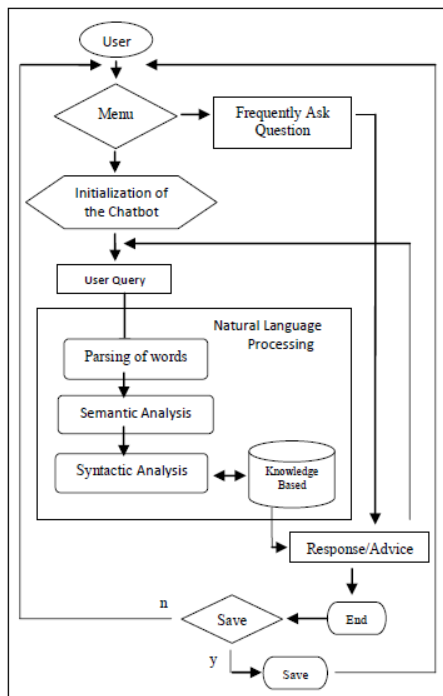 User
Menu
Frequently Ask
Question
Initialization of
the Chatbot
User Query
Natural Language
Processing
Parsing of words
Semantic Analysis
Syntactic Analysis
Knowledge
Based
Response/Advice
n
Save
End
y
Save